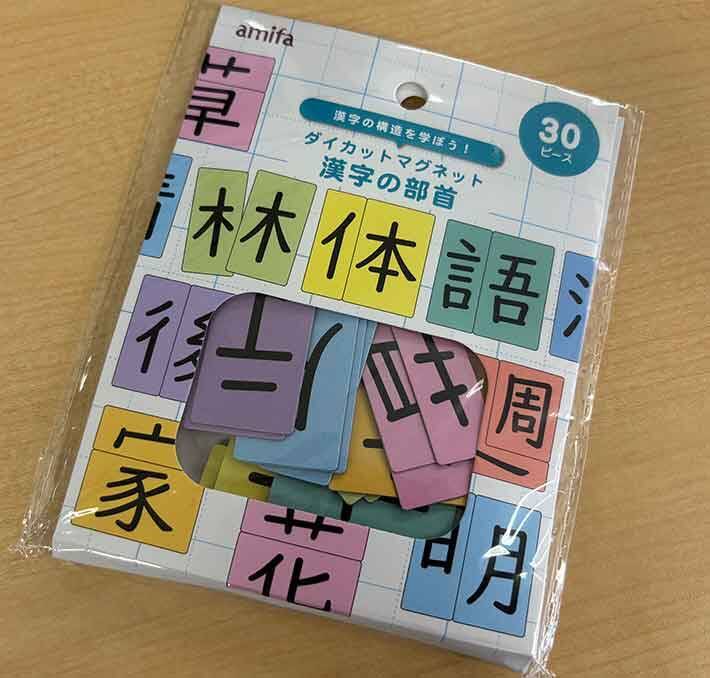 amifa
30
ピース
漢字の構造を学ぼう！
ダイカットマグネット
漢字の部首
草
林 体 語
後
週
家
花
明